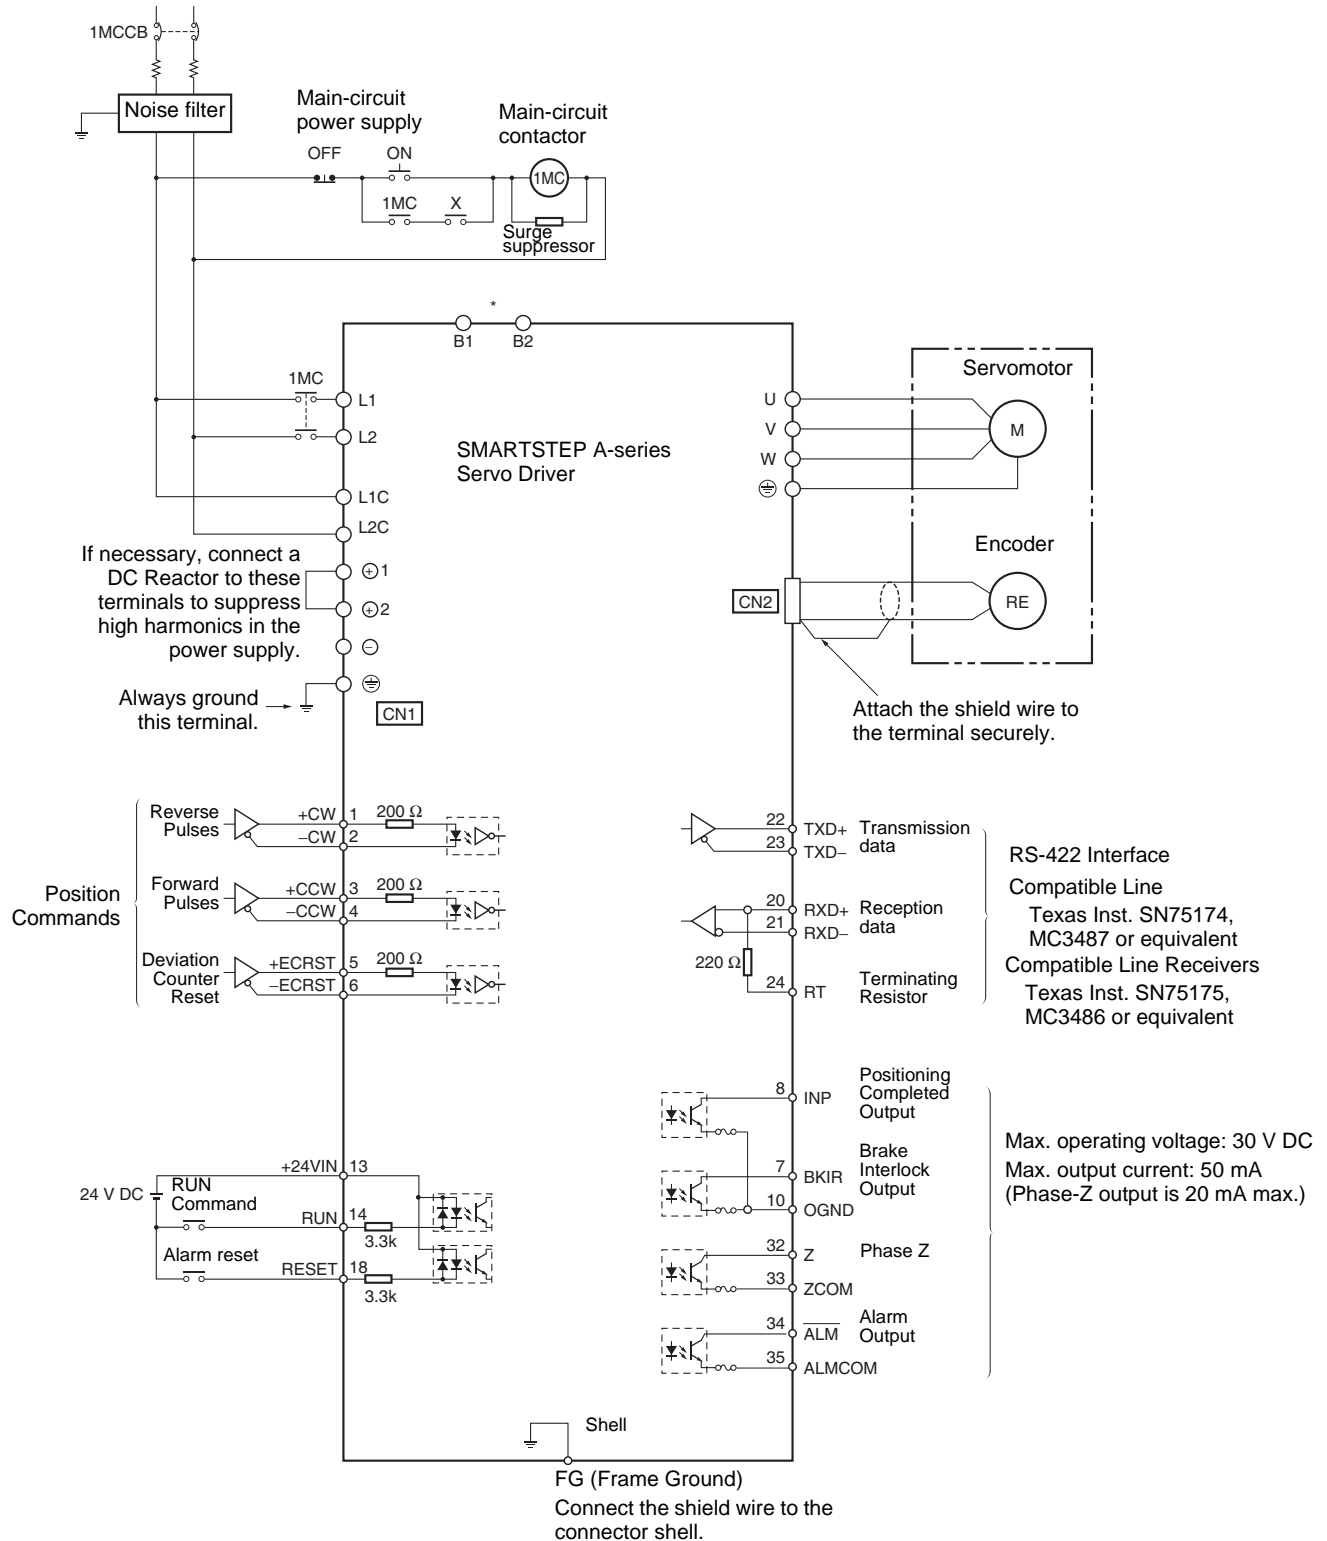 1MCCB
Noise filter
Main-circuit
power supply
Main-circuit
contactor
OFF
ON
1MC
1MC
X
Surge
suppressor
*
B1
B2
1MC
L1
L2
L1C
L2C
SMARTSTEP A-series
Servo Driver
U
V
W
Servomotor
M
Encoder
RE
CN2
If necessary, connect a
DC Reactor to these
terminals to suppress
high harmonics in the
power supply.
+1
+2
−
Always ground
this terminal.
CN1
Attach the shield wire to
the terminal securely.
Position
Commands
Reverse
Pulses
+CW
1
200 Ω
−CW
2
Forward
Pulses
+CCW
3
200 Ω
−CCW
4
Deviation
Counter
Reset
+ECRST
5
200 Ω
−ECRST
6
22
TXD+
23
TXD−
Transmission
data
20
RXD+
21
RXD−
Reception
data
220 Ω
24
RT
Terminating
Resistor
RS-422 Interface
Compatible Line
Texas Inst. SN75174,
MC3487 or equivalent
Compatible Line Receivers
Texas Inst. SN75175,
MC3486 or equivalent
24 V DC
+24VIN
13
RUN
Command
RUN
14
3.3k
Alarm reset
RESET
18
3.3k
8
INP
Positioning
Completed
Output
7
BKIR
Brake
Interlock
Output
10
OGND
32
Z
Phase Z
33
ZCOM
34
ALM
Alarm
Output
35
ALMCOM
Max. operating voltage: 30 V DC
Max. output current: 50 mA
(Phase-Z output is 20 mA max.)
Shell
FG (Frame Ground)
Connect the shield wire to the
connector shell.